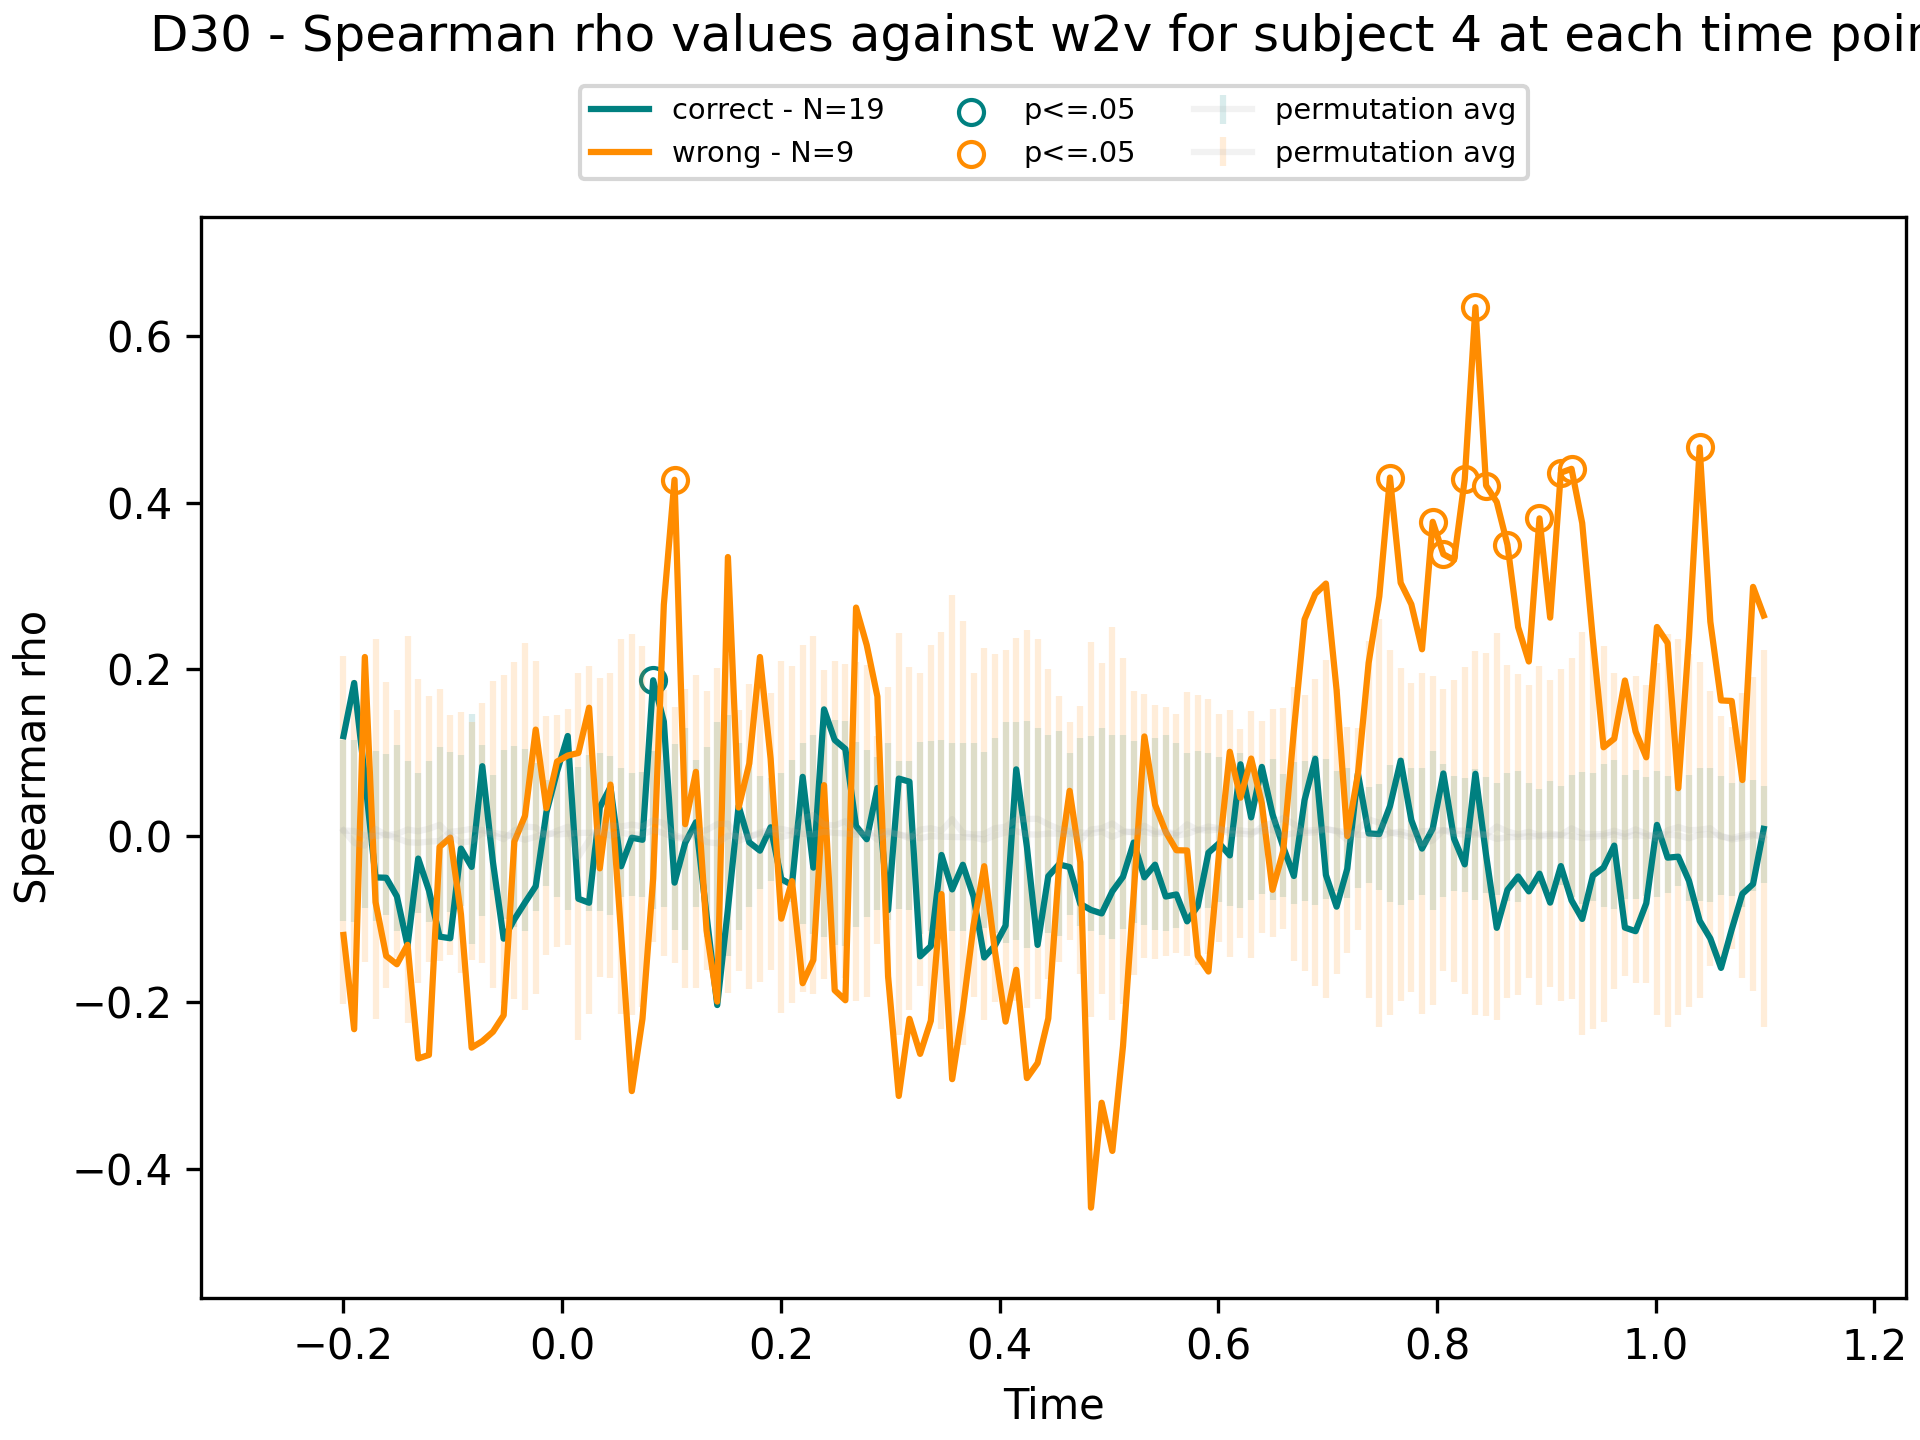 D30 - Spearman rho values against w2v for subject 4 at each time poi
correct - N=19
wrong - N=9
p<=.05
p<=.05
permutation avg
permutation avg
Spearman rho
0.6
0.4
0.2
0.0
−0.2
−0.4
−0.2 0.0 0.2 0.4 0.6 0.8 1.0 1.2
Time